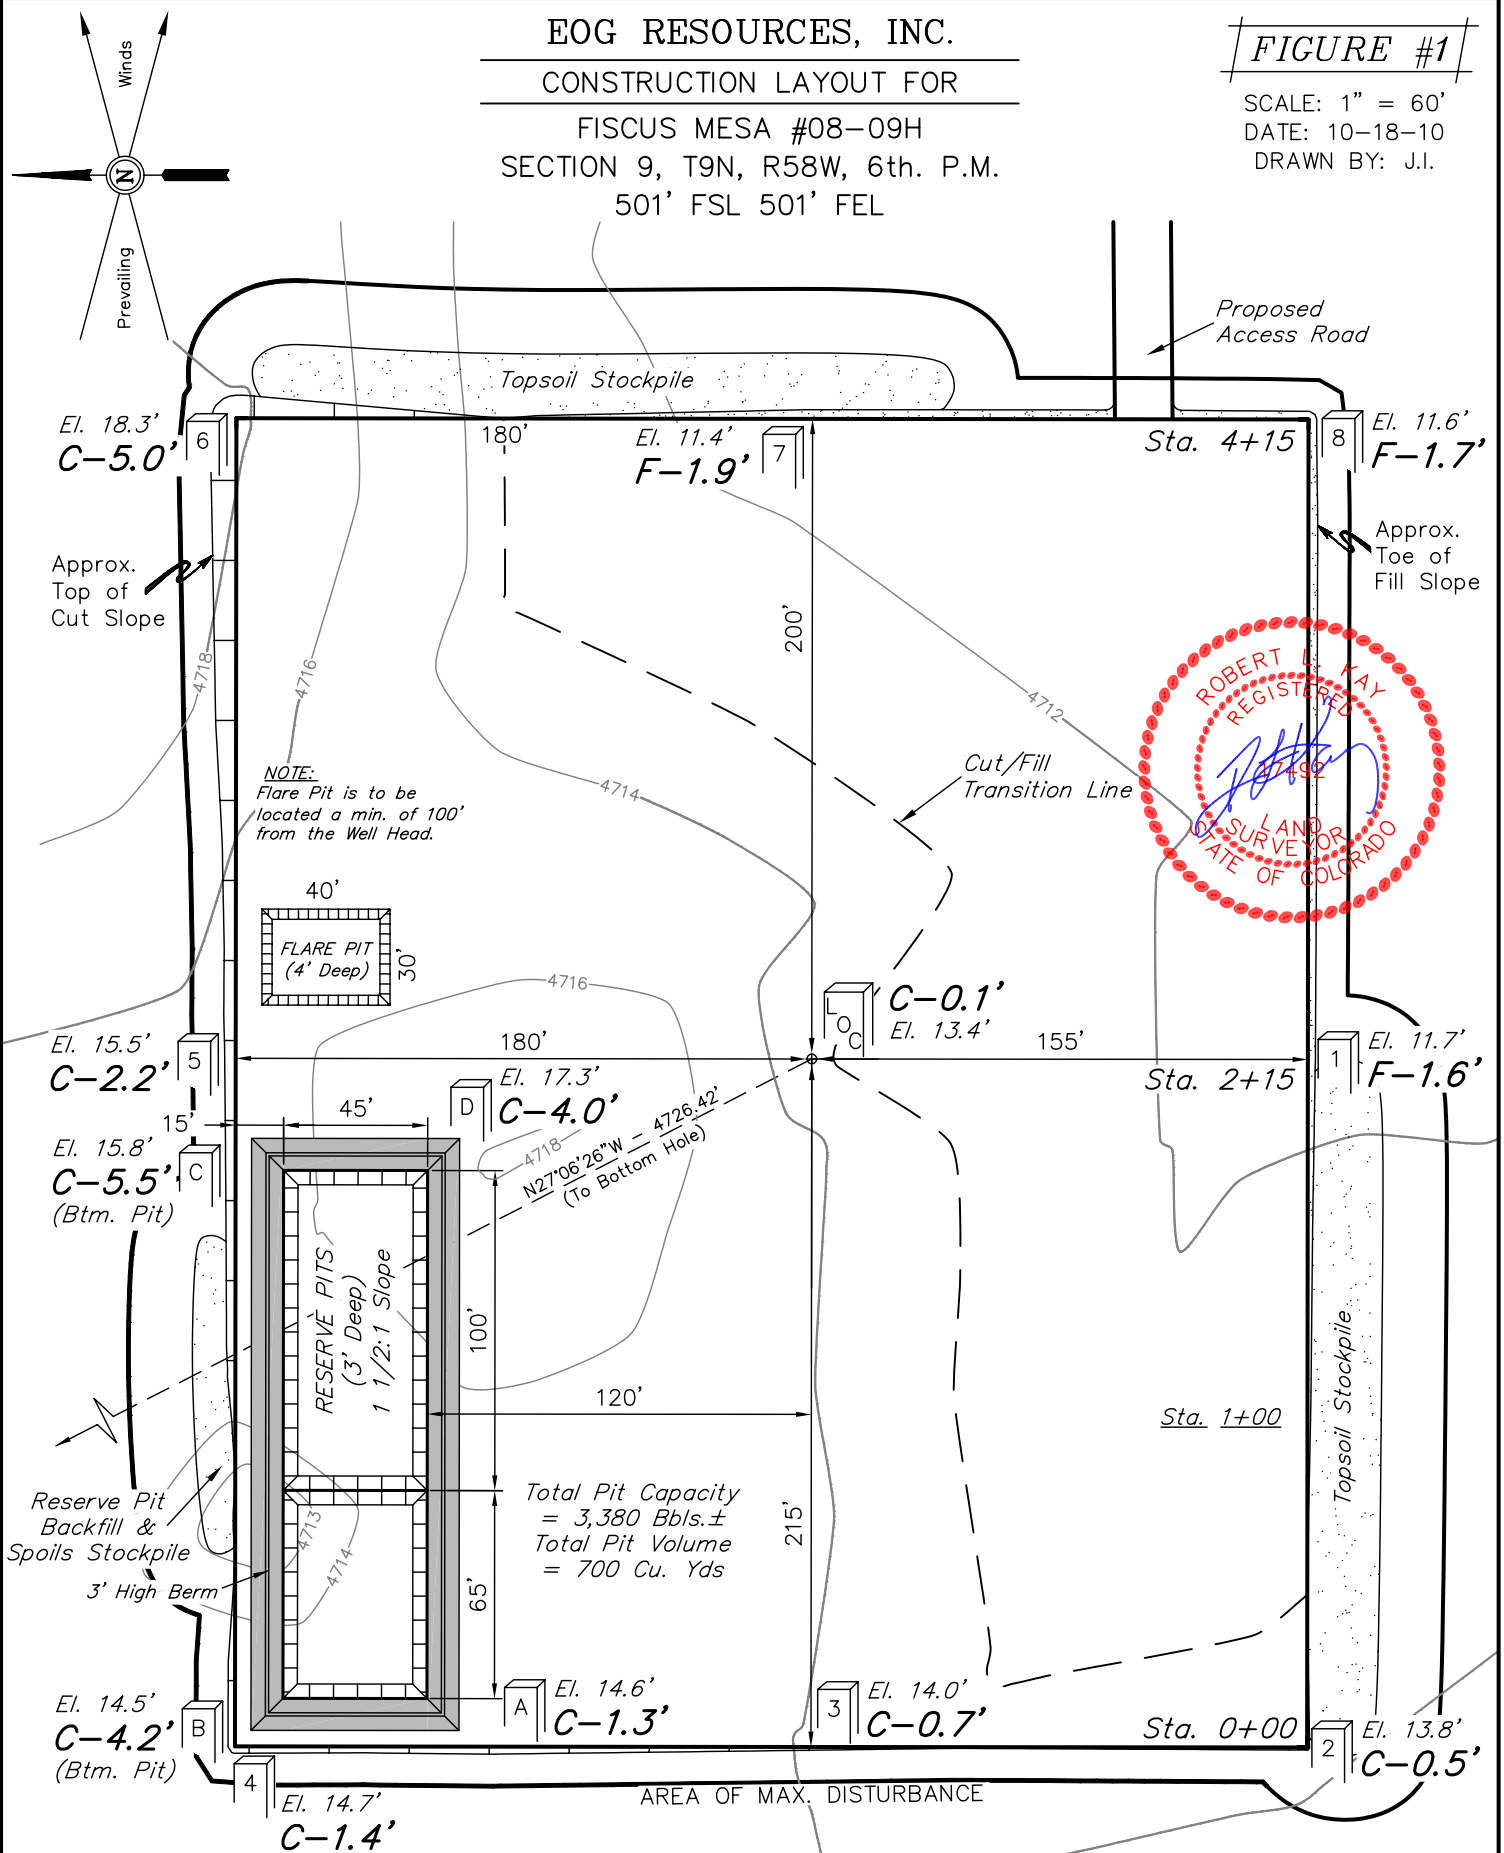 EOG RESOURCES, INC.
CONSTRUCTION LAYOUT FOR
FISCUS MESA #08-09H
SECTION 9, T9N, R58W, 6th. P.M.
501' FSL 501' FEL
FIGURE #1
SCALE: 1" = 60'
DATE: 10-18-10
DRAWN BY: J.I.
Winds
N
Prevailing
Proposed
Access Road
Topsoil Stockpile
El. 18.3'
C-5.0'
6
180'
El. 11.4'
F-1.9'
7
Sta. 4+15
8
El. 11.6'
F-1.7'
Approx.
Top of
Cut Slope
Approx.
Toe of
Fill Slope
200'
4718
4716
4712
4714
ROBERT L. KAY
REGISTERED
17492
LAND
SURVEYOR
STATE OF COLORADO
NOTE:
Flare Pit is to be
located a min. of 100'
from the Well Head.
Cut/Fill
Transition Line
40'
FLARE PIT
(4' Deep)
30'
4716
LOC
C-0.1'
El. 13.4'
El. 15.5'
C-2.2'
5
180'
155'
Sta. 2+15
1
El. 11.7'
F-1.6'
15'
45'
D
El. 17.3'
C-4.0'
El. 15.8'
C-5.5'
(Btm. Pit)
C
4718
N27°06'26"W - 4726.42'
(To Bottom Hole)
RESERVE PITS
(3' Deep)
1 1/2:1 Slope
100'
120'
Sta. 1+00
Topsoil Stockpile
Reserve Pit
Backfill &
Spoils Stockpile
3' High Berm
4713
4714
Total Pit Capacity
= 3,380 Bbls.±
Total Pit Volume
= 700 Cu. Yds
215'
65'
El. 14.5'
C-4.2'
(Btm. Pit)
B
A
El. 14.6'
C-1.3'
3
El. 14.0'
C-0.7'
Sta. 0+00
2
El. 13.8'
C-0.5'
4
El. 14.7'
C-1.4'
AREA OF MAX. DISTURBANCE